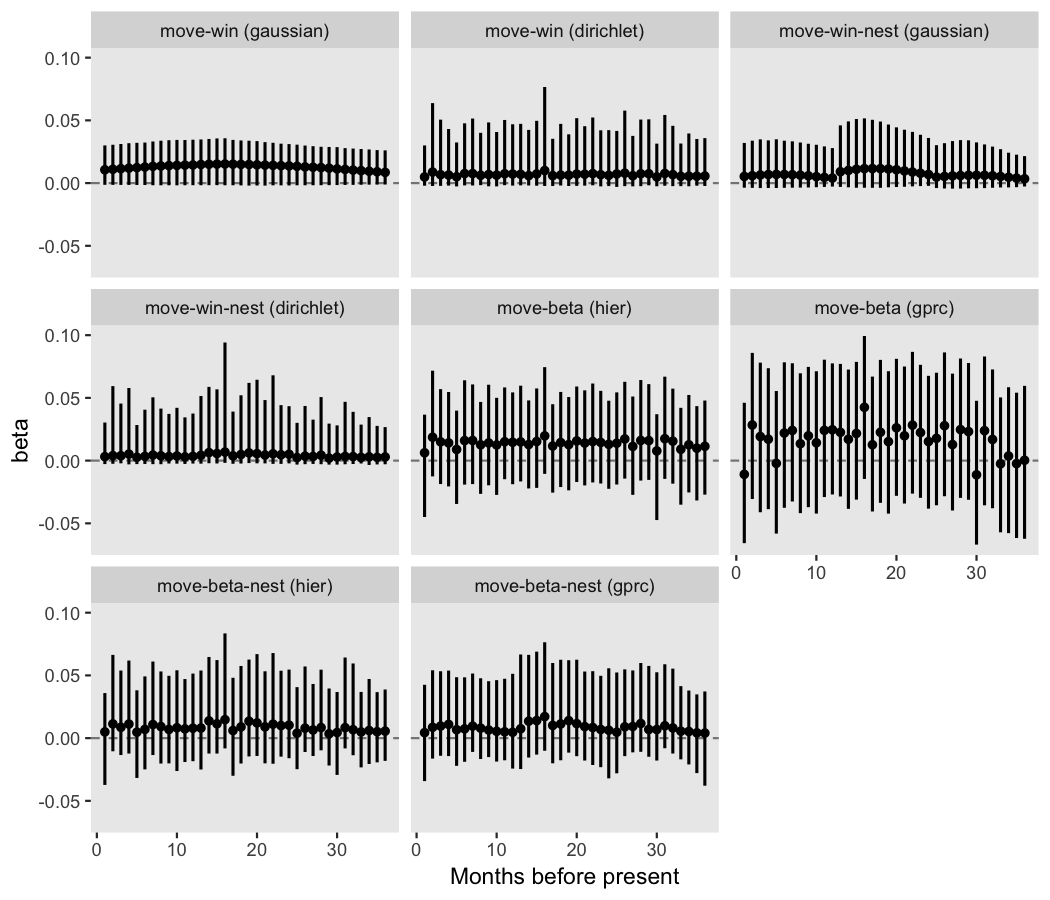 move-win (gaussian)
move-win (dirichlet)
move-win-nest (gaussian)
0.10
0.05
0.00
-0.05
move-win-nest (dirichlet)
move-beta (hier)
move-beta (gprc)
0.10
0.05
0.00
-0.05
beta
0 10 20 30
move-beta-nest (hier)
move-beta-nest (gprc)
0.10
0.05
0.00
-0.05
0 10 20 30
0 10 20 30
Months before present